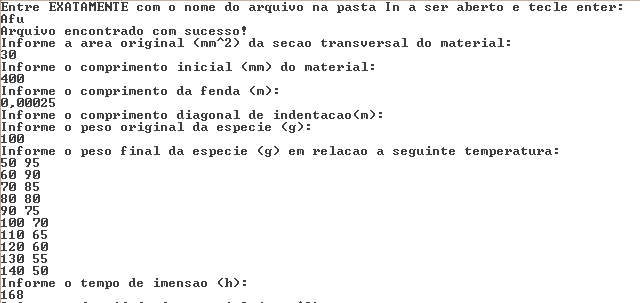 Entre EXATAMENTE com o nome do arquivo na pasta In a ser aberto e tecle enter:
Afu
Arquivo encontrado com sucesso!
Informe a area original (mm^2) da secao transversal do material:
30
Informe o comprimento inicial (mm) do material:
400
Informe o comprimento da fenda (m):
0,00025
Informe o comprimento diagonal de indentacao(m):
Informe o peso original da especie (g):
100
Informe o peso final da especie (g) em relacao a seguinte temperatura:
50 95
60 90
70 85
80 80
90 75
100 70
110 65
120 60
130 55
140 50
Informe o tempo de imensao (h):
168